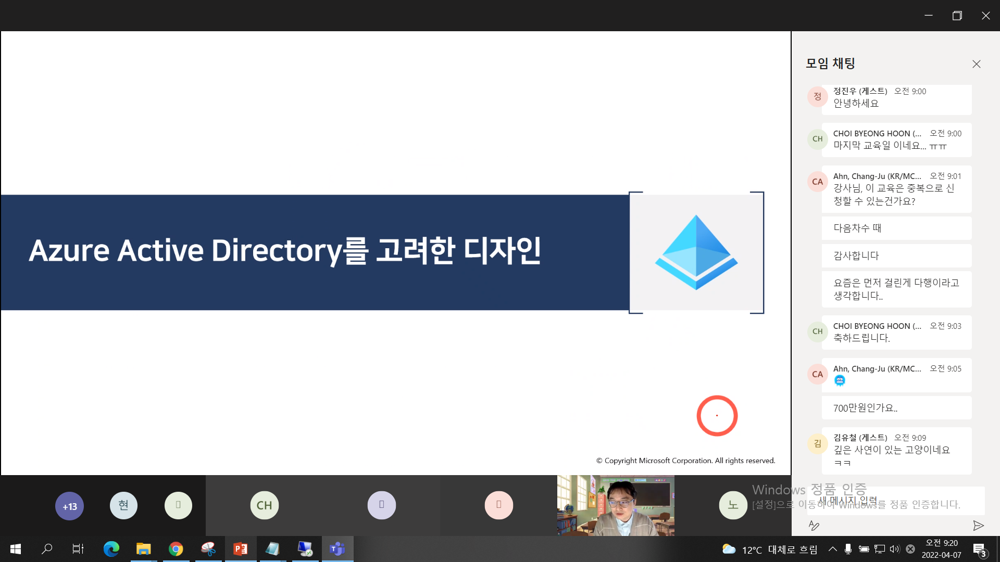 Azure Active Directory를 고려한 디자인
© Copyright Microsoft Corporation. All rights reserved.
모임 채팅
정
정진우 (게스트) 오전 9:00
안녕하세요
CH
CHOI BYEONG HOON (... 오전 9:00
마지막 교육일 이네요... ㅠㅠ
CA
Ahn, Chang-Ju (KR/MC... 오전 9:01
강사님, 이 교육은 중복으로 신
청할 수 있는건가요?
다음차수 때
감사합니다
요즘은 먼저 걸린게 다행이라고
생각합니다..
CH
CHOI BYEONG HOON (... 오전 9:03
축하드립니다.
CA
Ahn, Chang-Ju (KR/MC... 오전 9:05
700만원인가요..
김
김유철 (게스트) 오전 9:09
깊은 사연이 있는 고양이네요
ㅋㅋ
새 메시지 입력
Windows 정품 인증
[설정]으로 이동하여 Windows를 정품 인증합니다.
+13
현
CH
노
12°C 대체로 흐림
오전 9:20
2022-04-07
3